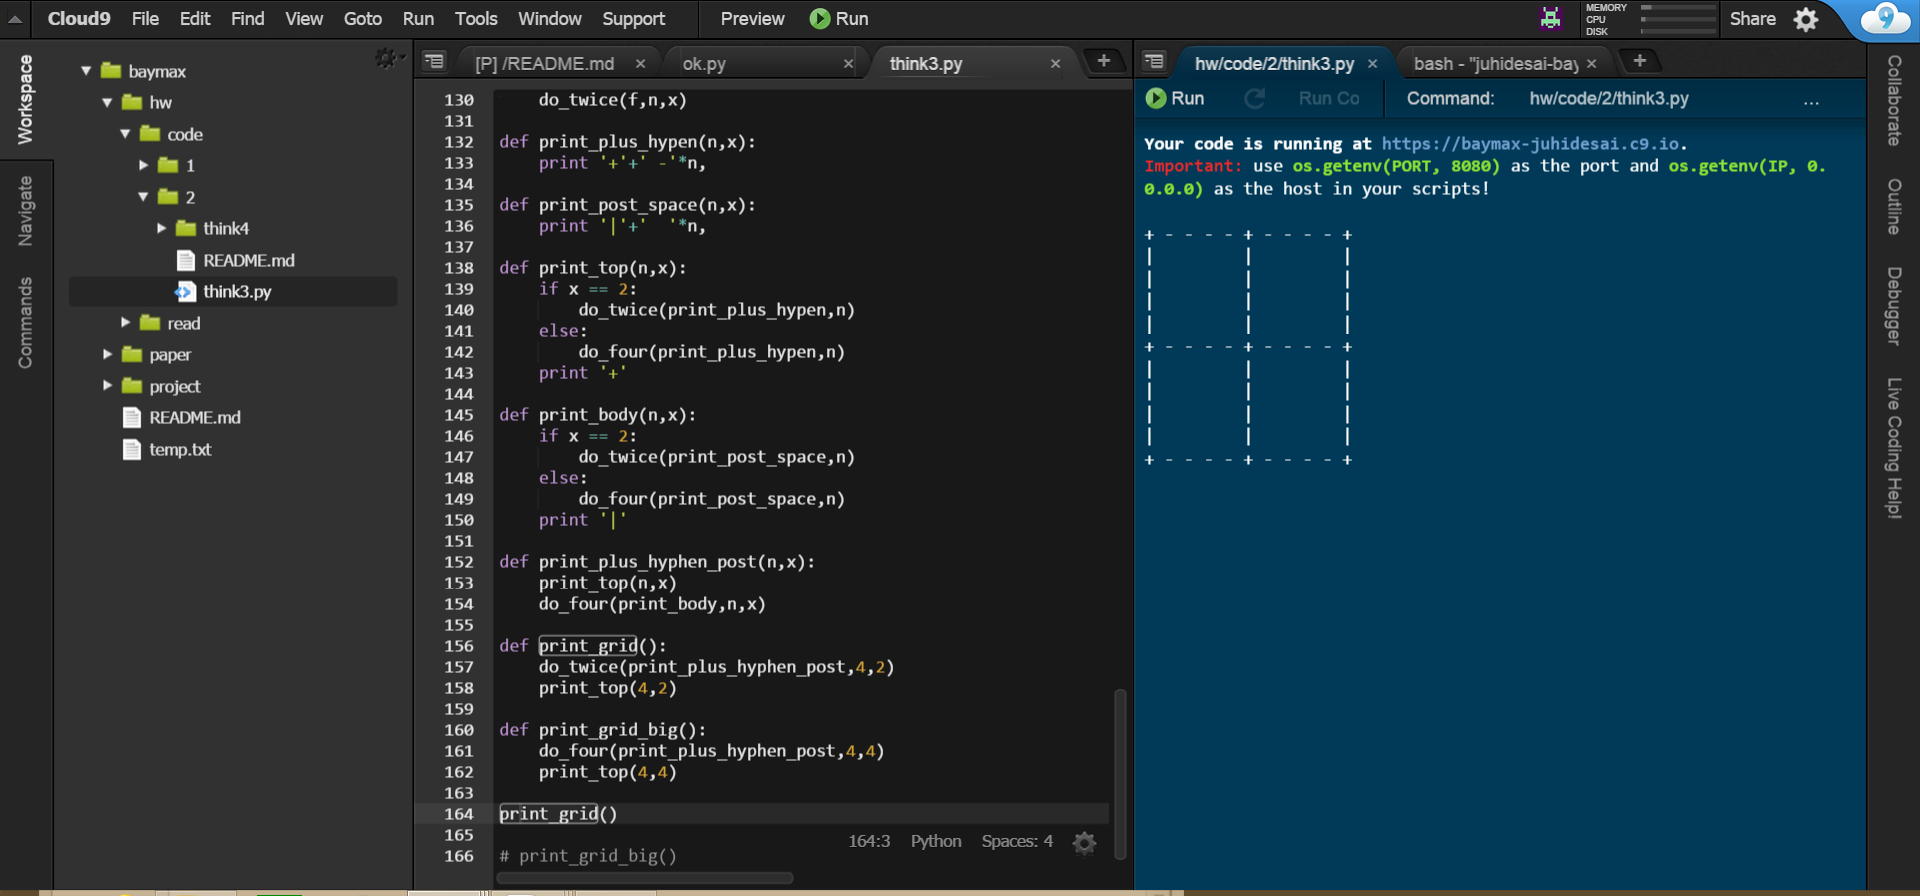 Cloud9 File Edit Find View Goto Run Tools Window Support Preview Run MEMORY CPU DISK Share
Workspace
Navigate
Commands
baymax
hw
code
1
2
think4
README.md
think3.py
read
paper
project
README.md
temp.txt
[P] /README.md × ok.py × think3.py ×
130     do_twice(f,n,x)
131
132 def print_plus_hypen(n,x):
133     print '+'+' -'*n,
134
135 def print_post_space(n,x):
136     print '|'+'  '*n,
137
138 def print_top(n,x):
139     if x == 2:
140         do_twice(print_plus_hypen,n)
141     else:
142         do_four(print_plus_hypen,n)
143     print '+'
144
145 def print_body(n,x):
146     if x == 2:
147         do_twice(print_post_space,n)
148     else:
149         do_four(print_post_space,n)
150     print '|'
151
152 def print_plus_hyphen_post(n,x):
153     print_top(n,x)
154     do_four(print_body,n,x)
155
156 def print_grid():
157     do_twice(print_plus_hyphen_post,4,2)
158     print_top(4,2)
159
160 def print_grid_big():
161     do_four(print_plus_hyphen_post,4,4)
162     print_top(4,4)
163
164 print_grid()
165
166 # print_grid_big()
164:3 Python Spaces: 4
hw/code/2/think3.py × bash - "juhidesai-bay ×
Run Run Co Command: hw/code/2/think3.py ...
Your code is running at https://baymax-juhidesai.c9.io.
Important: use os.getenv(PORT, 8080) as the port and os.getenv(IP, 0.
0.0.0) as the host in your scripts!
+ - - - - + - - - - +
|         |         |
|         |         |
|         |         |
|         |         |
+ - - - - + - - - - +
|         |         |
|         |         |
|         |         |
|         |         |
+ - - - - + - - - - +
Collaborate
Outline
Debugger
Live Coding Help!